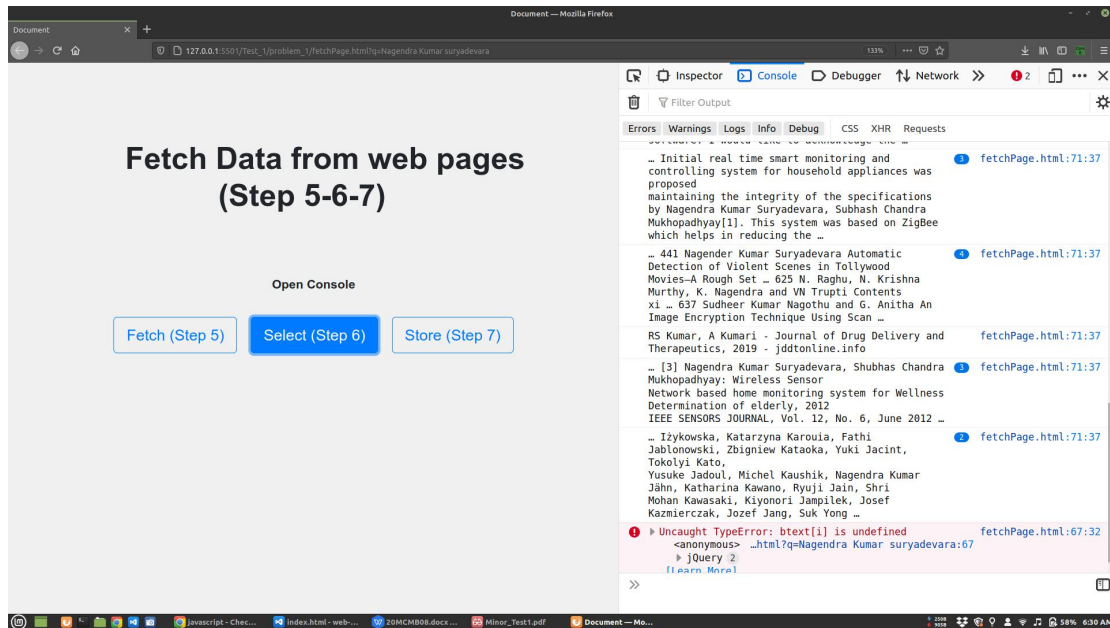 Document — Mozilla Firefox
Document
127.0.0.1:5501/Test_1/problem_1/fetchPage.html?q=Nagendra Kumar suryadevara
133%
Inspector Console Debugger Network 2
Filter Output
Errors Warnings Logs Info Debug CSS XHR Requests
Fetch Data from web pages
(Step 5-6-7)
Open Console
Fetch (Step 5) Select (Step 6) Store (Step 7)
software. I would like to acknowledge the …
… Initial real time smart monitoring and 3 fetchPage.html:71:37
controlling system for household appliances was
proposed
maintaining the integrity of the specifications
by Nagendra Kumar Suryadevara, Subhash Chandra
Mukhopadhyay[1]. This system was based on ZigBee
which helps in reducing the …
… 441 Nagender Kumar Suryadevara Automatic 4 fetchPage.html:71:37
Detection of Violent Scenes in Tollywood
Movies—A Rough Set … 625 N. Raghu, N. Krishna
Murthy, K. Nagendra and VN Trupti Contents
xi … 637 Sudheer Kumar Nagothu and G. Anitha An
Image Encryption Technique Using Scan …
RS Kumar, A Kumari - Journal of Drug Delivery and fetchPage.html:71:37
Therapeutics, 2019 - jddtonline.info
… [3] Nagendra Kumar Suryadevara, Shubhas Chandra 3 fetchPage.html:71:37
Mukhopadhyay: Wireless Sensor
Network based home monitoring system for Wellness
Determination of elderly, 2012
IEEE SENSORS JOURNAL, Vol. 12, No. 6, June 2012 …
… Iżykowska, Katarzyna Karouia, Fathi 2 fetchPage.html:71:37
Jablonowski, Zbigniew Kataoka, Yuki Jacint,
Tokolyi Kato,
Yusuke Jadoul, Michel Kaushik, Nagendra Kumar
Jähn, Katharina Kawano, Ryuji Jain, Shri
Mohan Kawasaki, Kiyonori Jampilek, Josef
Kazmierczak, Jozef Jang, Suk Yong …
Uncaught TypeError: btext[i] is undefined fetchPage.html:67:32
<anonymous> …html?q=Nagendra Kumar suryadevara:67
jQuery 2
[Learn More]
javascript - Chec... index.html - web-... 20MCMB08.docx ... Minor_Test1.pdf Document — Mo... 2508 9058 58% 6:30 AM